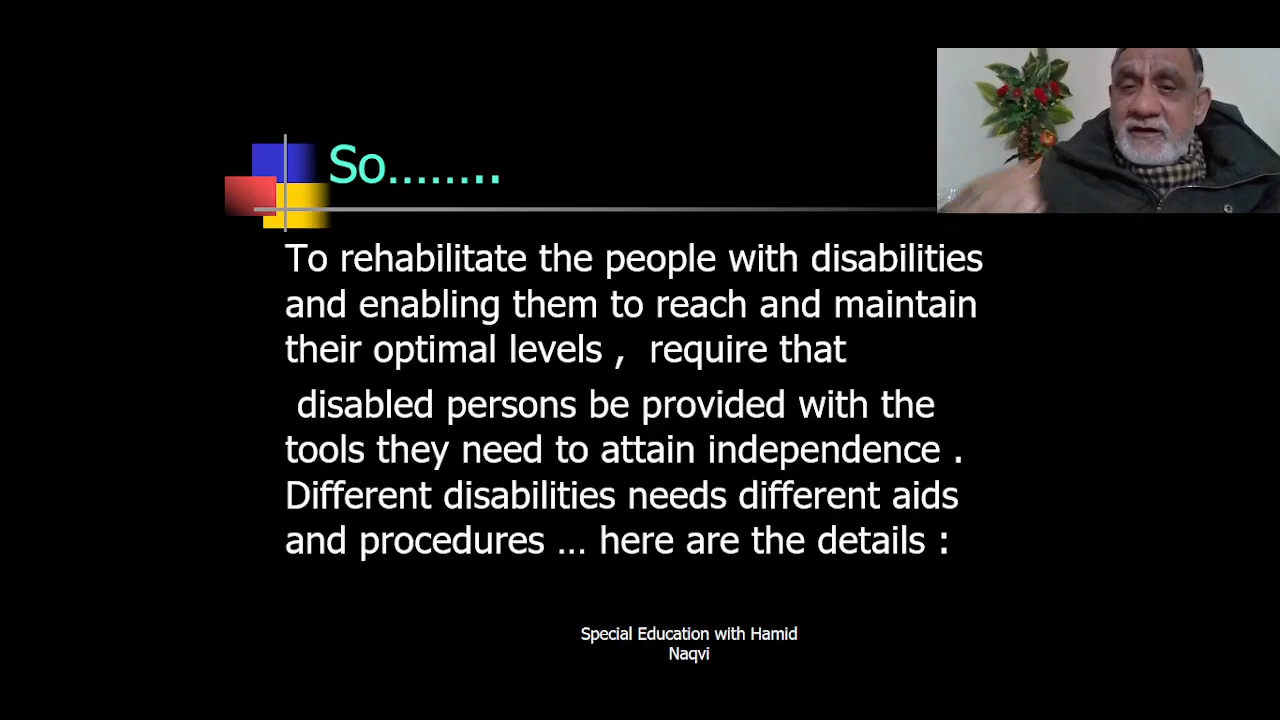 So........
To rehabilitate the people with disabilities
and enabling them to reach and maintain
their optimal levels ,  require that
disabled persons be provided with the
tools they need to attain independence .
Different disabilities needs different aids
and procedures ... here are the details :
Special Education with Hamid
Naqvi